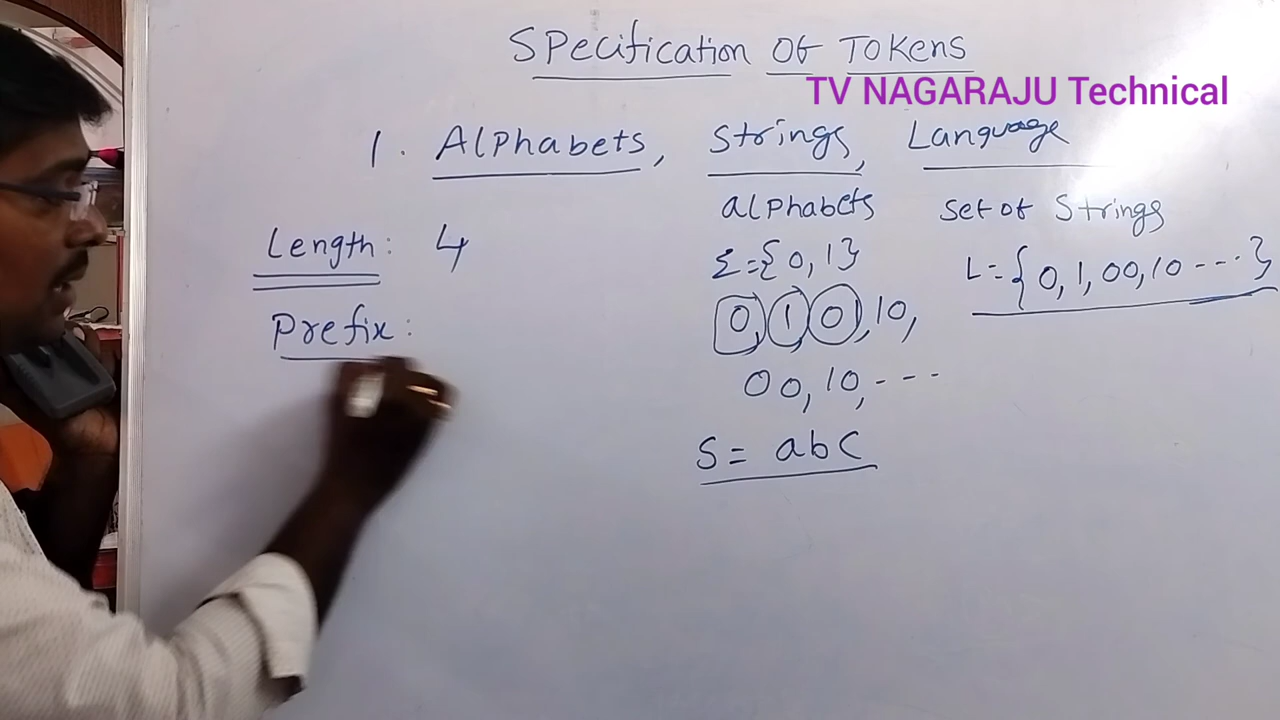 SPecification OF TOKENS
TV NAGARAJU Technical
1. Alphabets, Strings, Language
alphabets set of Strings
Length: 4 Σ={0,1} L={0,1,00,10---}
Prefix: 0,1,01,10,
00,10,---
S= abc